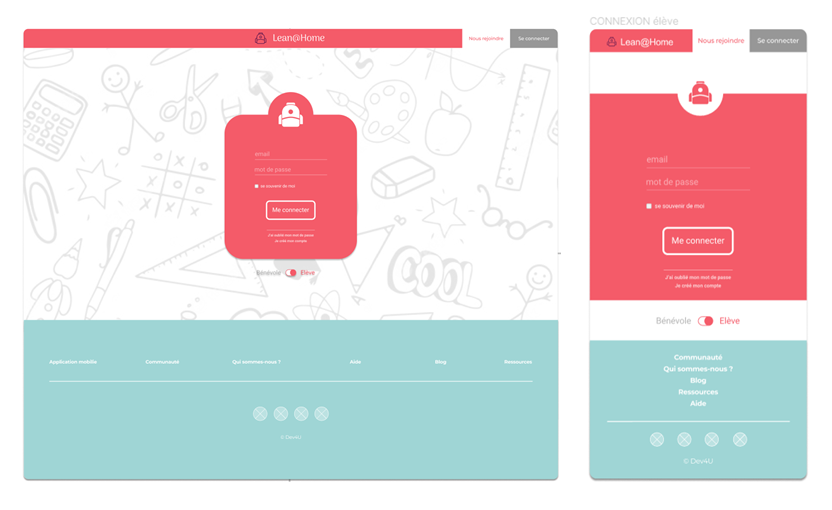 CONNEXION élève
Lean@Home
Nous rejoindre
Se connecter
email
mot de passe
se souvenir de moi
Me connecter
J'ai oublié mon mot de passe
Je créé mon compte
Bénévole
Elève
COOL
Application mobile
Communauté
Qui sommes-nous ?
Aide
Blog
Ressources
© Dev4U
Lean@Home
Nous rejoindre
Se connecter
email
mot de passe
se souvenir de moi
Me connecter
J'ai oublié mon mot de passe
Je créé mon compte
Bénévole
Elève
Communauté
Qui sommes-nous ?
Blog
Ressources
Aide
© Dev4U